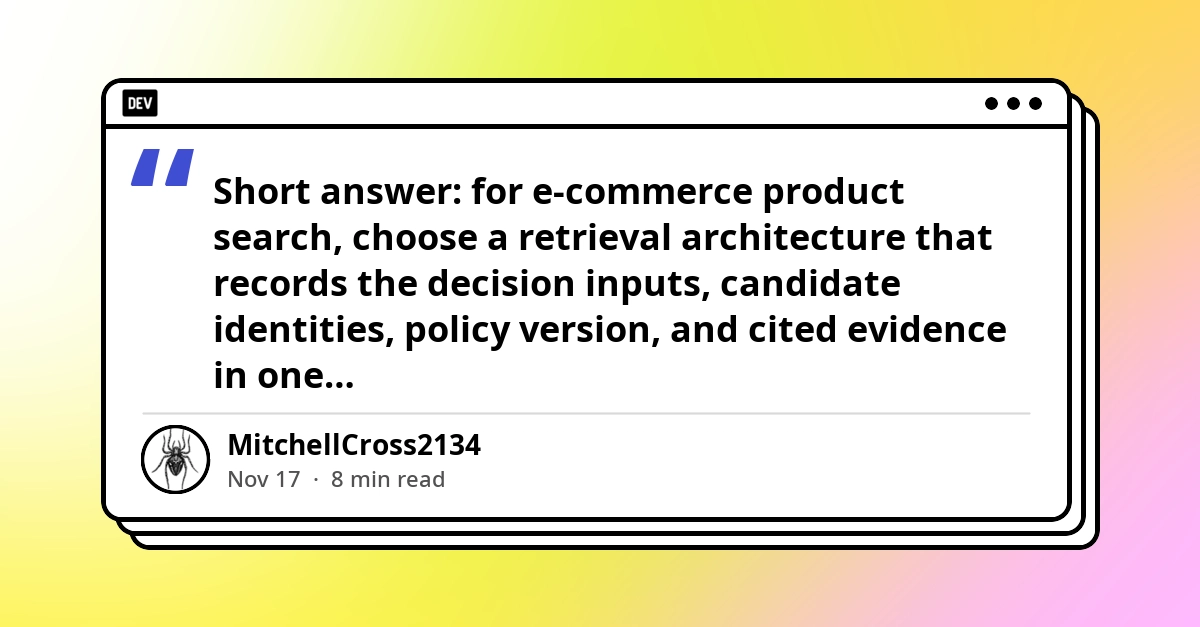 DEV
“
Short answer: for e-commerce product
search, choose a retrieval architecture that
records the decision inputs, candidate
identities, policy version, and cited evidence
in one...
MitchellCross2134
Nov 17 · 8 min read